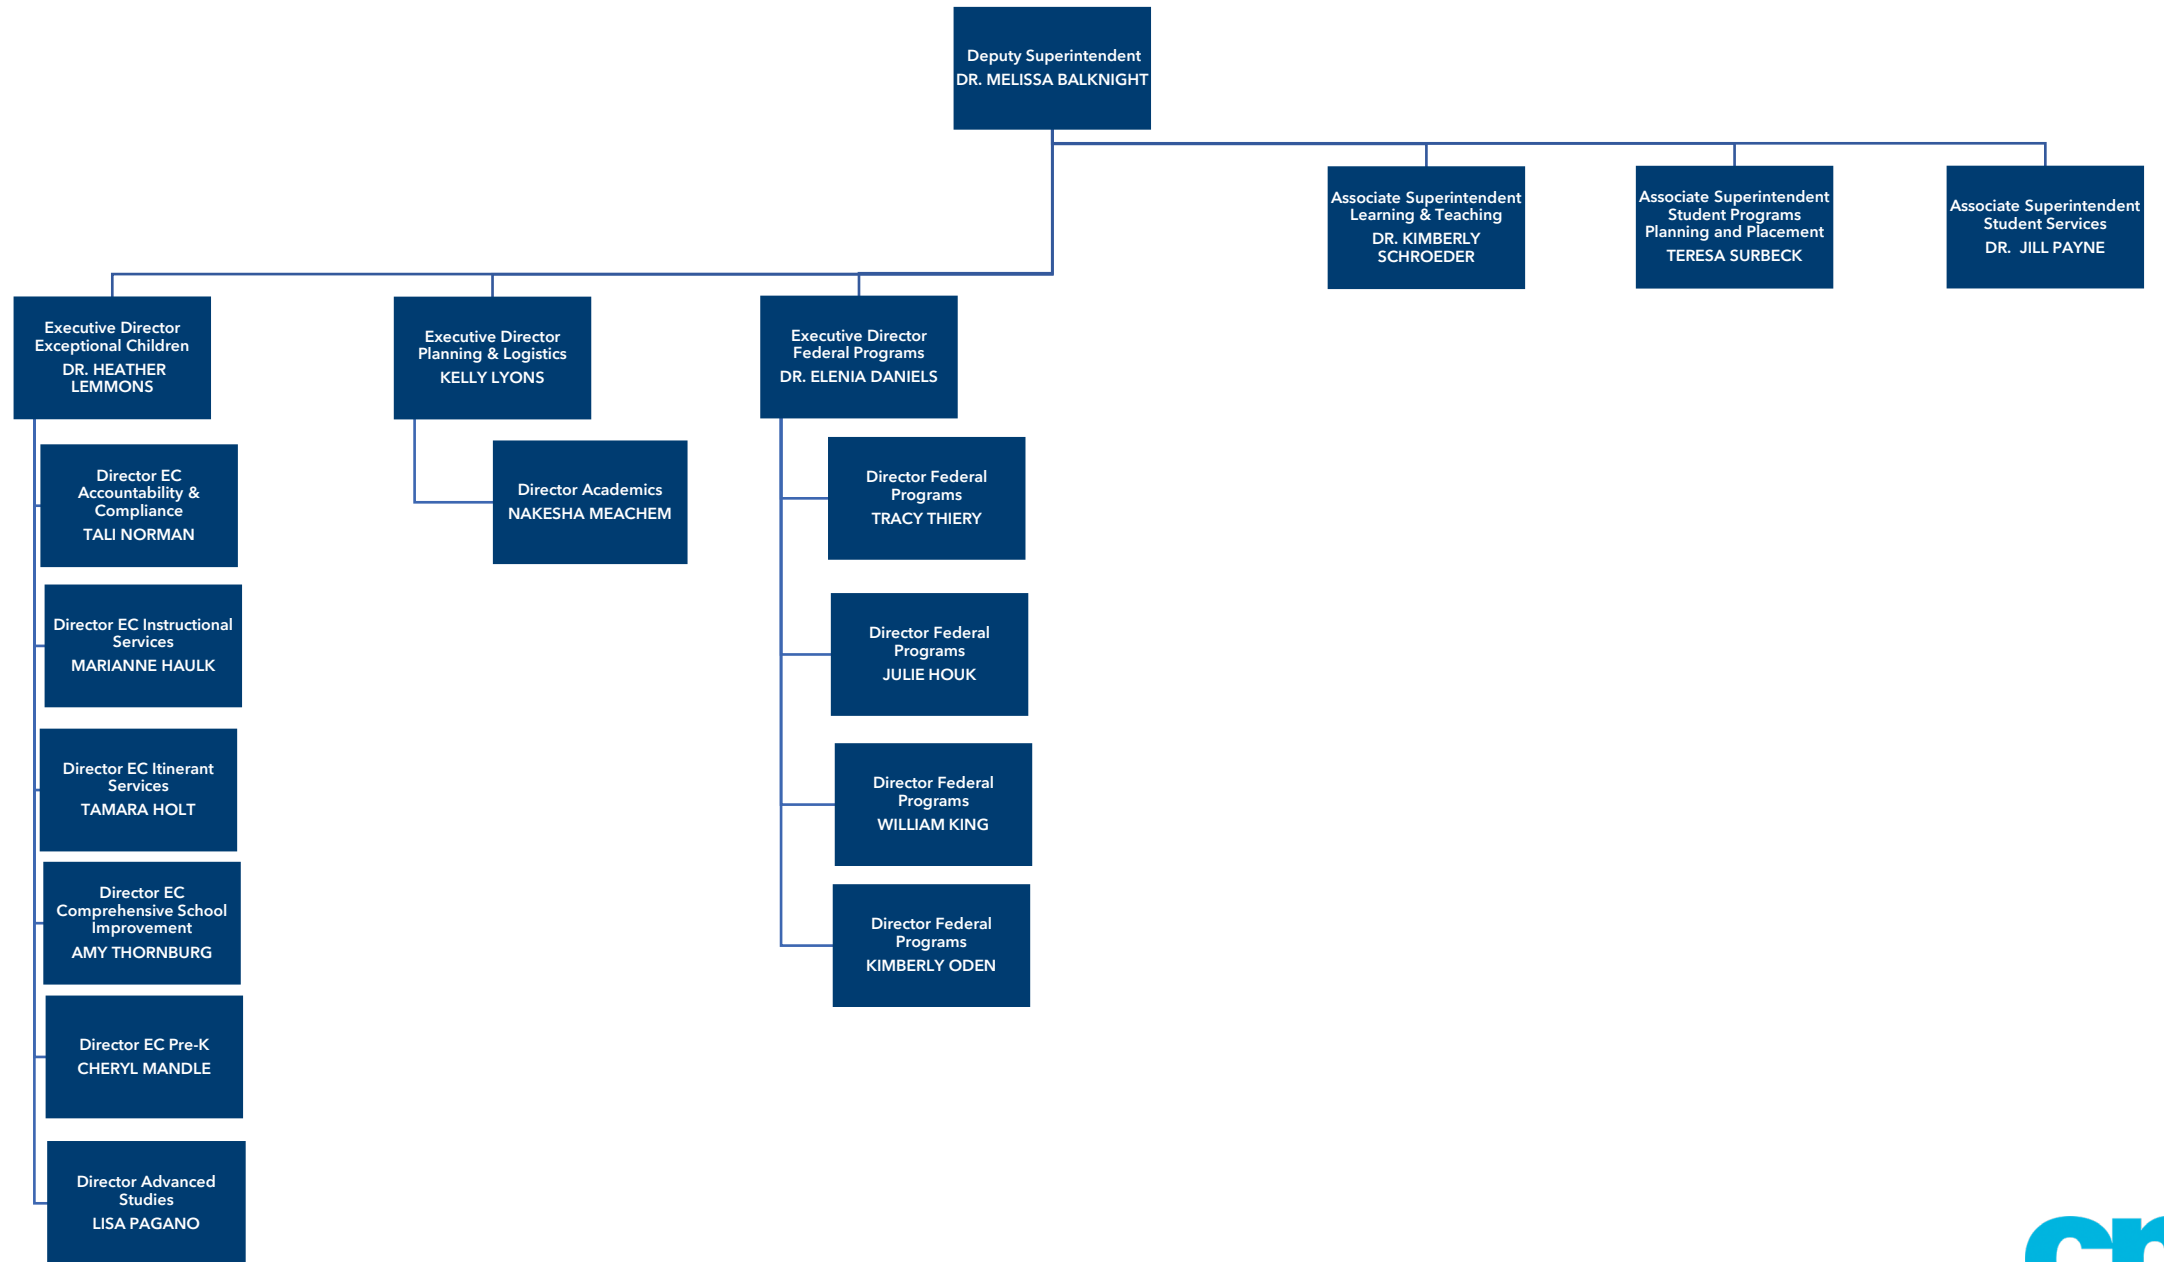 Deputy Superintendent
DR. MELISSA BALKNIGHT
Associate Superintendent
Learning & Teaching
DR. KIMBERLY
SCHROEDER
Associate Superintendent
Student Programs
Planning and Placement
TERESA SURBECK
Associate Superintendent
Student Services
DR. JILL PAYNE
Executive Director
Exceptional Children
DR. HEATHER
LEMMONS
Executive Director
Planning & Logistics
KELLY LYONS
Executive Director
Federal Programs
DR. ELENIA DANIELS
Director EC
Accountability &
Compliance
TALI NORMAN
Director EC Instructional
Services
MARIANNE HAULK
Director EC Itinerant
Services
TAMARA HOLT
Director EC
Comprehensive School
Improvement
AMY THORNBURG
Director EC Pre-K
CHERYL MANDLE
Director Advanced
Studies
LISA PAGANO
Director Academics
NAKESHA MEACHEM
Director Federal
Programs
TRACY THIERY
Director Federal
Programs
JULIE HOUK
Director Federal
Programs
WILLIAM KING
Director Federal
Programs
KIMBERLY ODEN